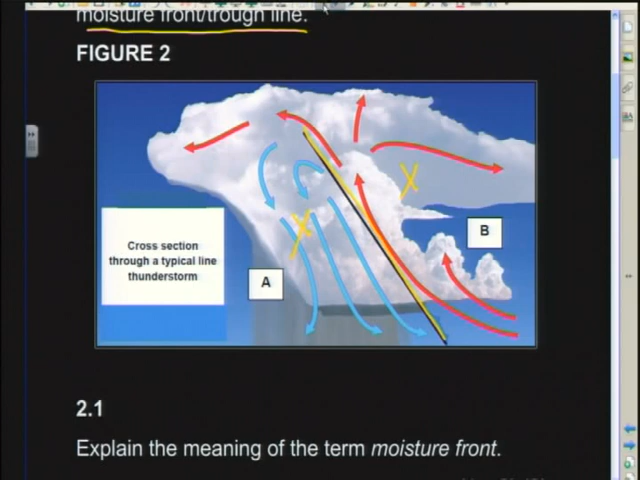 moisture front/trough line.
FIGURE 2
Cross section
through a typical line
thunderstorm
A
B
2.1
Explain the meaning of the term moisture front.